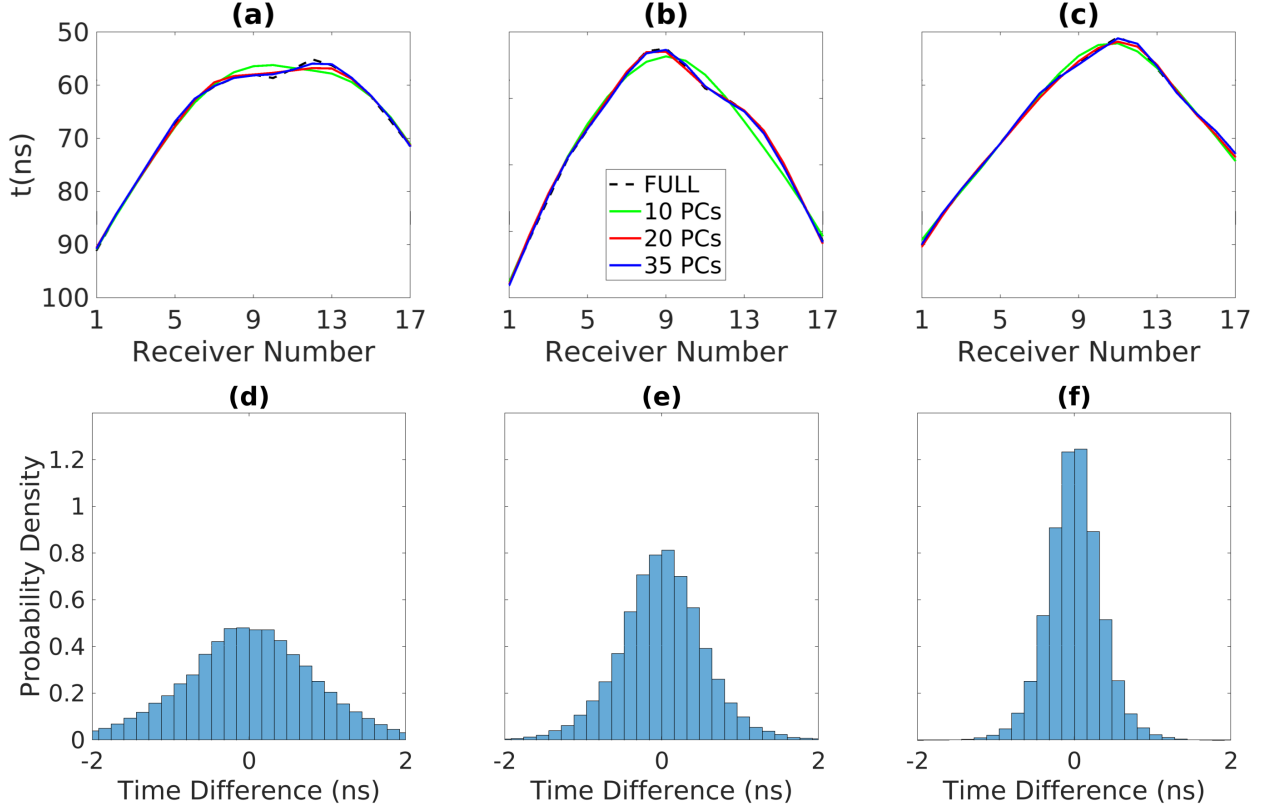 (a) (b) (c)
50
60
70
80
90
100
t(ns)
FULL
10 PCs
20 PCs
35 PCs
1 5 9 13 17 1 5 9 13 17 1 5 9 13 17
Receiver Number Receiver Number Receiver Number
(d) (e) (f)
1.2
1
0.8
0.6
0.4
0.2
0
Probability Density
-2 0 2 -2 0 2 -2 0 2
Time Difference (ns) Time Difference (ns) Time Difference (ns)